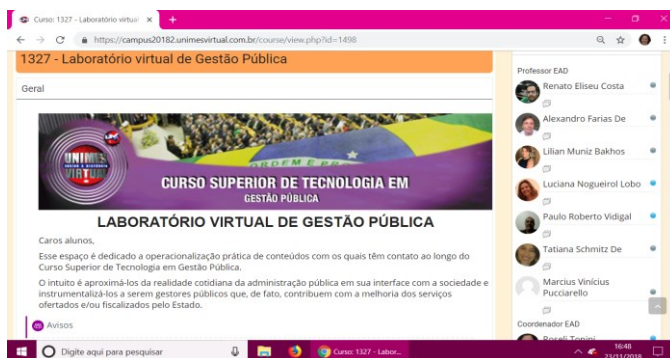 Curso: 1327 - Laboratório virtu
https://campus20182.unimesvirtual.com.br/course/view.php?id=1498
1327 - Laboratório virtual de Gestão Pública
Geral
UNIMES
VIRTUAL
ORDEM E
CURSO SUPERIOR DE TECNOLOGIA EM
GESTÃO PÚBLICA
LABORATÓRIO VIRTUAL DE GESTÃO PÚBLICA
Caros alunos,
Esse espaço é dedicado a operacionalização prática de conteúdos com os quais têm contato ao longo do
Curso Superior de Tecnologia em Gestão Pública.
O intuito é aproximá-los da realidade cotidiana da administração pública em sua interface com a sociedade e
instrumentalizá-los a serem gestores públicos que, de fato, contribuem com a melhoria dos serviços
ofertados e/ou fiscalizados pelo Estado.
Avisos
Professor EAD
Renato Eliseu Costa
Alexandro Farias De
Lilian Muniz Bakhos
Luciana Nogueirol Lobo
Paulo Roberto Vidigal
Tatiana Schmitz De
Marcius Vinícius
Pucciarello
Coordenador EAD
Roseli Tonini
Digite aqui para pesquisar
Curso: 1327 - Labor...
16:48
23/11/2018